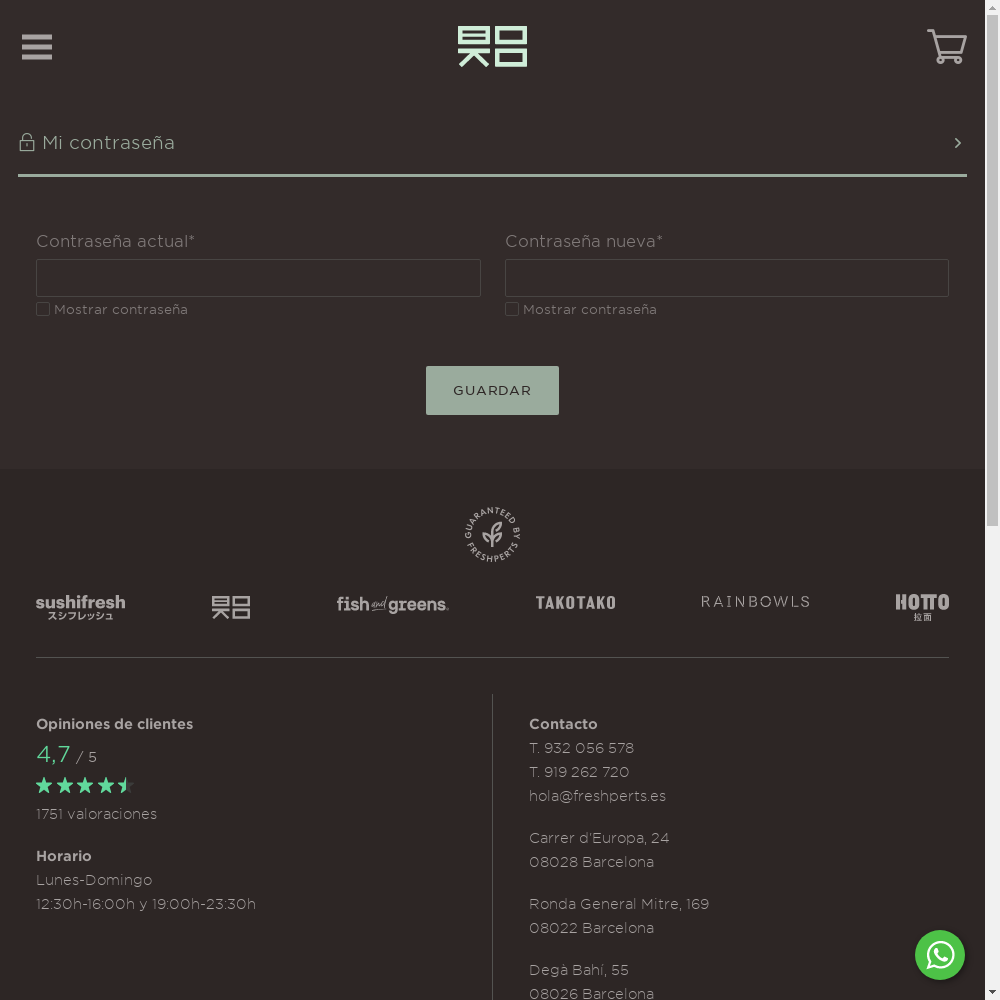 Mi contraseña
Contraseña actual*
Contraseña nueva*
Mostrar contraseña
Mostrar contraseña
GUARDAR
GUARANTEED BY FRESHPERTS
sushifresh
スシフレッシュ
fish and greens.
TAKOTAKO
RAINBOWLS
HOTTO
拉面
Opiniones de clientes
4,7 / 5
1751 valoraciones
Horario
Lunes-Domingo
12:30h-16:00h y 19:00h-23:30h
Contacto
T. 932 056 578
T. 919 262 720
hola@freshperts.es
Carrer d'Europa, 24
08028 Barcelona
Ronda General Mitre, 169
08022 Barcelona
Degà Bahí, 55
08026 Barcelona